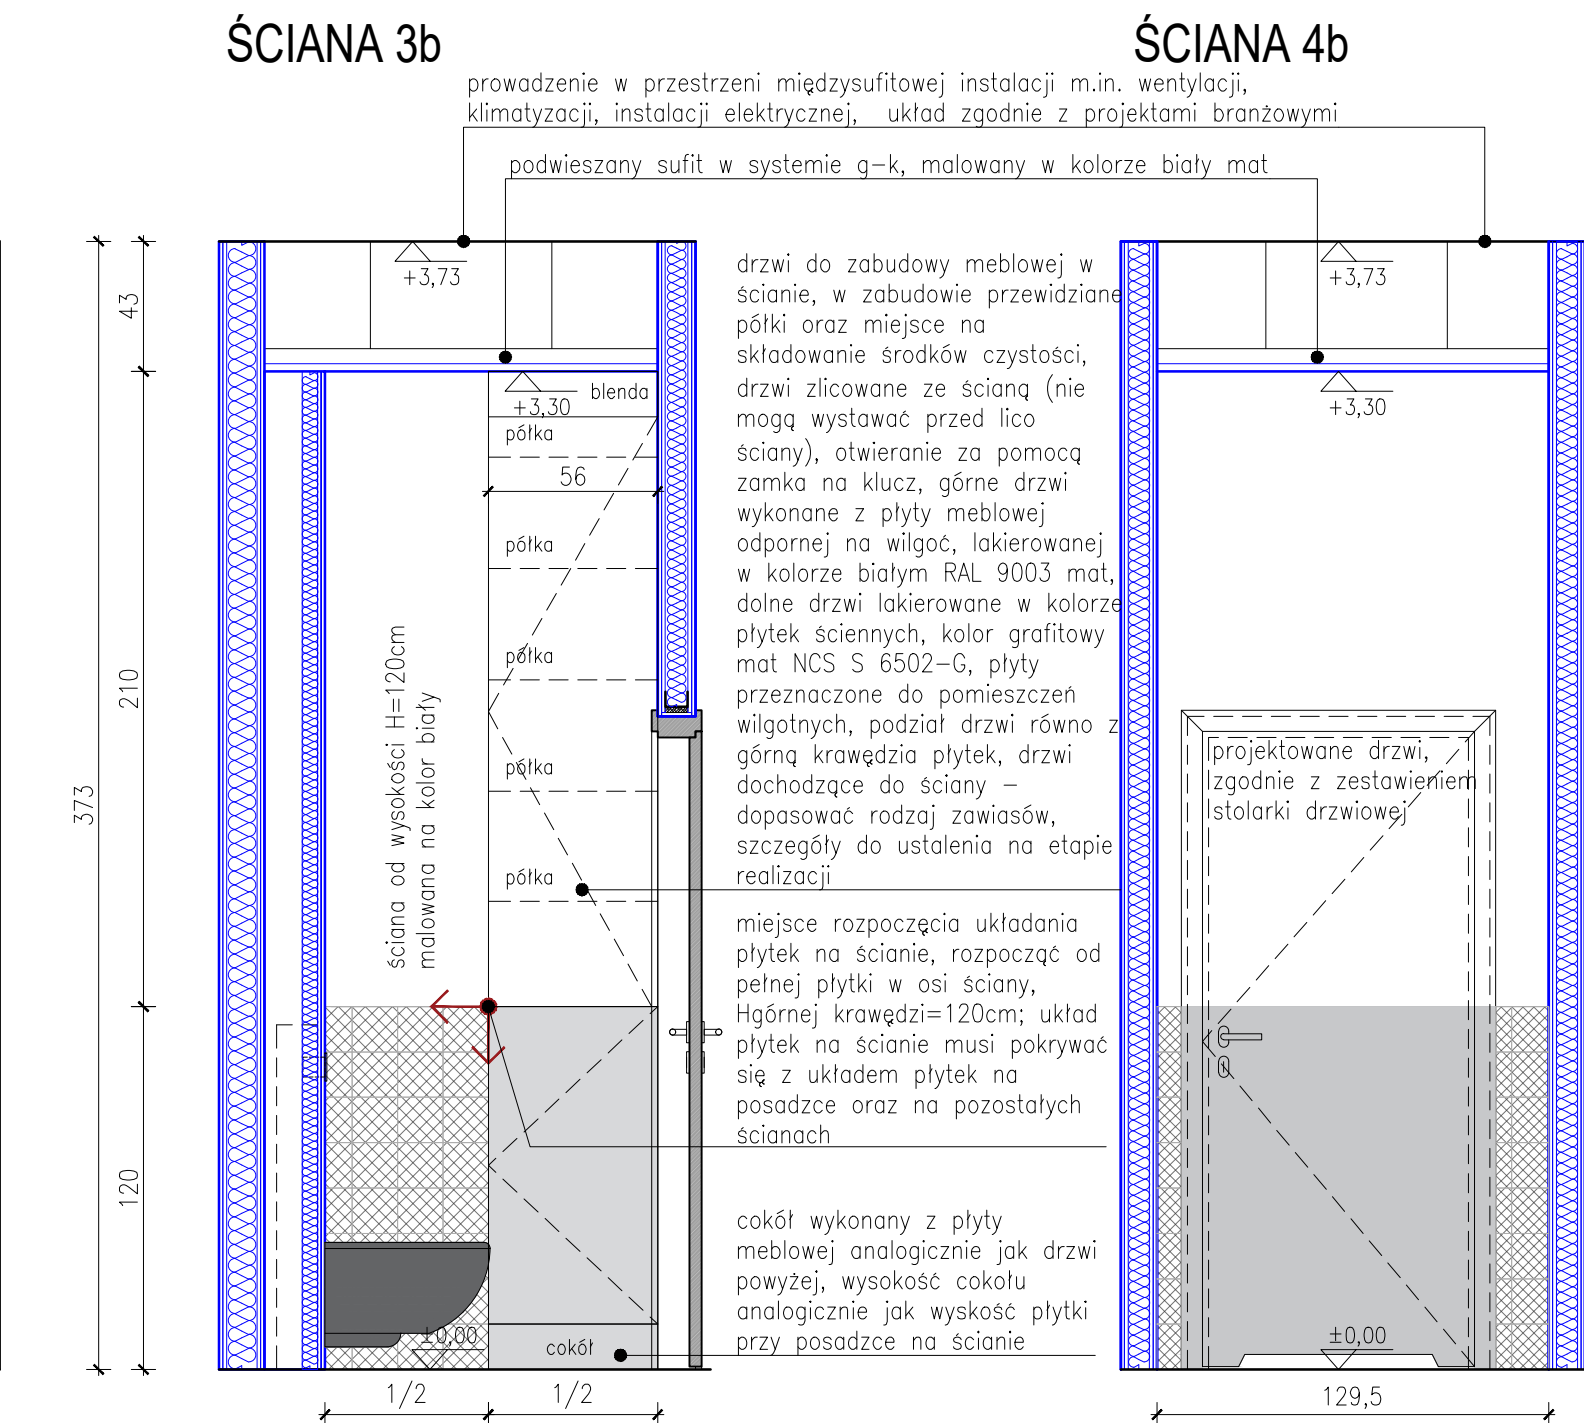 ŚCIANA 3b
ŚCIANA 4b
prowadzenie w przestrzeni międzysufitowej instalacji m.in. wentylacji,
klimatyzacji, instalacji elektrycznej, układ zgodnie z projektami branżowymi
podwieszany sufit w systemie g-k, malowany w kolorze biały mat
373
43
210
120
+3,73
+3,30
blenda
półka
56
półka
półka
półka
półka
ściana od wysokości H=120cm
malowana na kolor biały
±0,00
cokół
1/2
1/2
drzwi do zabudowy meblowej w
ścianie, w zabudowie przewidziane
półki oraz miejsce na
składowanie środków czystości,
drzwi zlicowane ze ścianą (nie
mogą wystawać przed lico
ściany), otwieranie za pomocą
zamka na klucz, górne drzwi
wykonane z płyty meblowej
odpornej na wilgoć, lakierowanej
w kolorze białym RAL 9003 mat,
dolne drzwi lakierowane w kolorze
płytek ściennych, kolor grafitowy
mat NCS S 6502-G, płyty
przeznaczone do pomieszczeń
wilgotnych, podział drzwi równo z
górną krawędzia płytek, drzwi
dochodzące do ściany –
dopasować rodzaj zawiasów,
szczegóły do ustalenia na etapie
realizacji
miejsce rozpoczęcia układania
płytek na ścianie, rozpocząć od
pełnej płytki w osi ściany,
Hgórnej krawędzi=120cm; układ
płytek na ścianie musi pokrywać
się z układem płytek na
posadzce oraz na pozostałych
ścianach
cokół wykonany z płyty
meblowej analogicznie jak drzwi
powyżej, wysokość cokołu
analogicznie jak wyskość płytki
przy posadzce na ścianie
+3,73
+3,30
projektowane drzwi,
zgodnie z zestawieniem
stolarki drzwiowej
±0,00
129,5